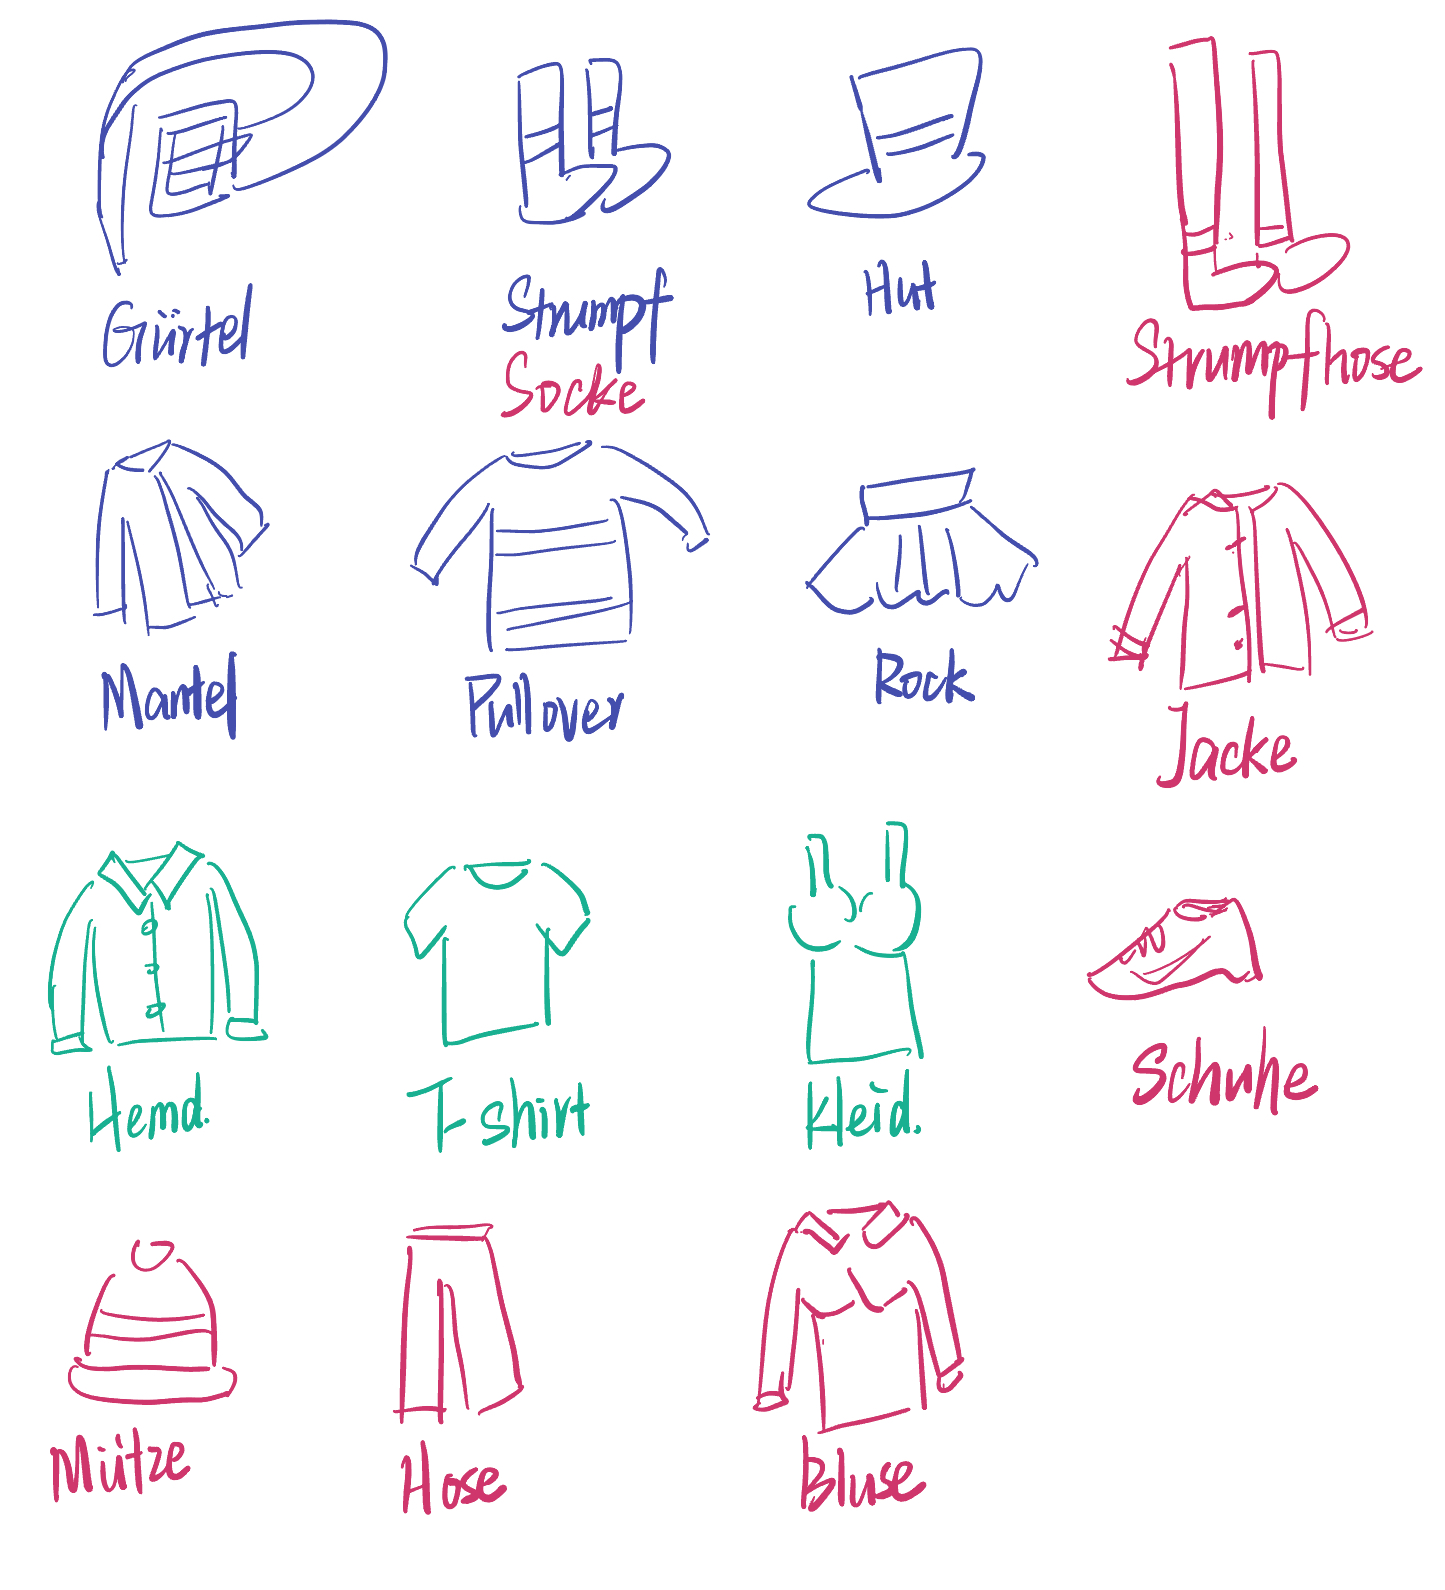 Gürtel
Strumpf
Socke
Hut
Strumpfhose
Mantel
Pullover
Rock
Jacke
Hemd.
T-shirt
Kleid.
Schuhe
Mütze
Hose
Bluse